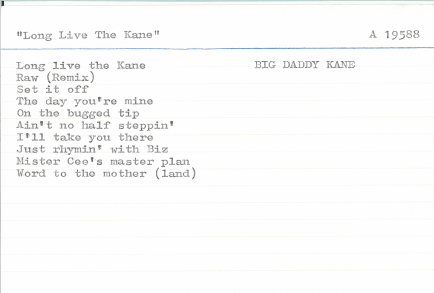 "Long Live The Kane" A 19588
Long live the Kane BIG DADDY KANE
Raw (Remix)
Set it off
The day you're mine
On the bugged tip
Ain't no half steppin'
I'll take you there
Just rhymin' with Biz
Mister Cee's master plan
Word to the mother (land)